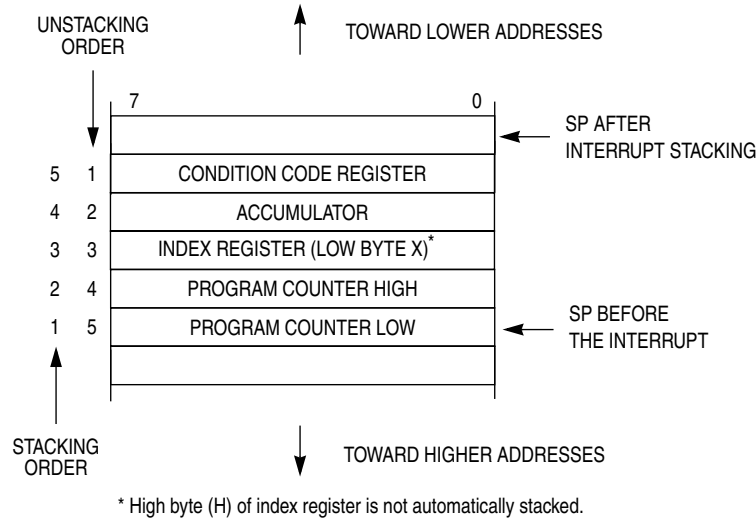 UNSTACKING
ORDER
TOWARD LOWER ADDRESSES
7 0
SP AFTER
INTERRUPT STACKING
5 1 CONDITION CODE REGISTER
4 2 ACCUMULATOR
3 3 INDEX REGISTER (LOW BYTE X)*
2 4 PROGRAM COUNTER HIGH
1 5 PROGRAM COUNTER LOW
SP BEFORE
THE INTERRUPT
STACKING
ORDER
TOWARD HIGHER ADDRESSES
* High byte (H) of index register is not automatically stacked.